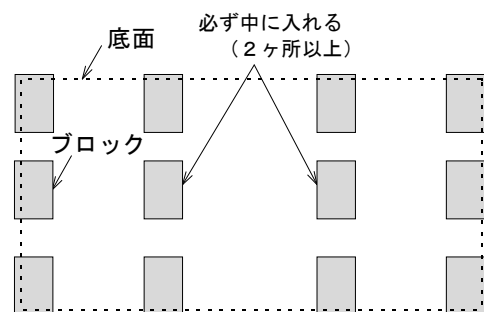 必ず中に入れる
（２ヶ所以上）
底面
ブロック